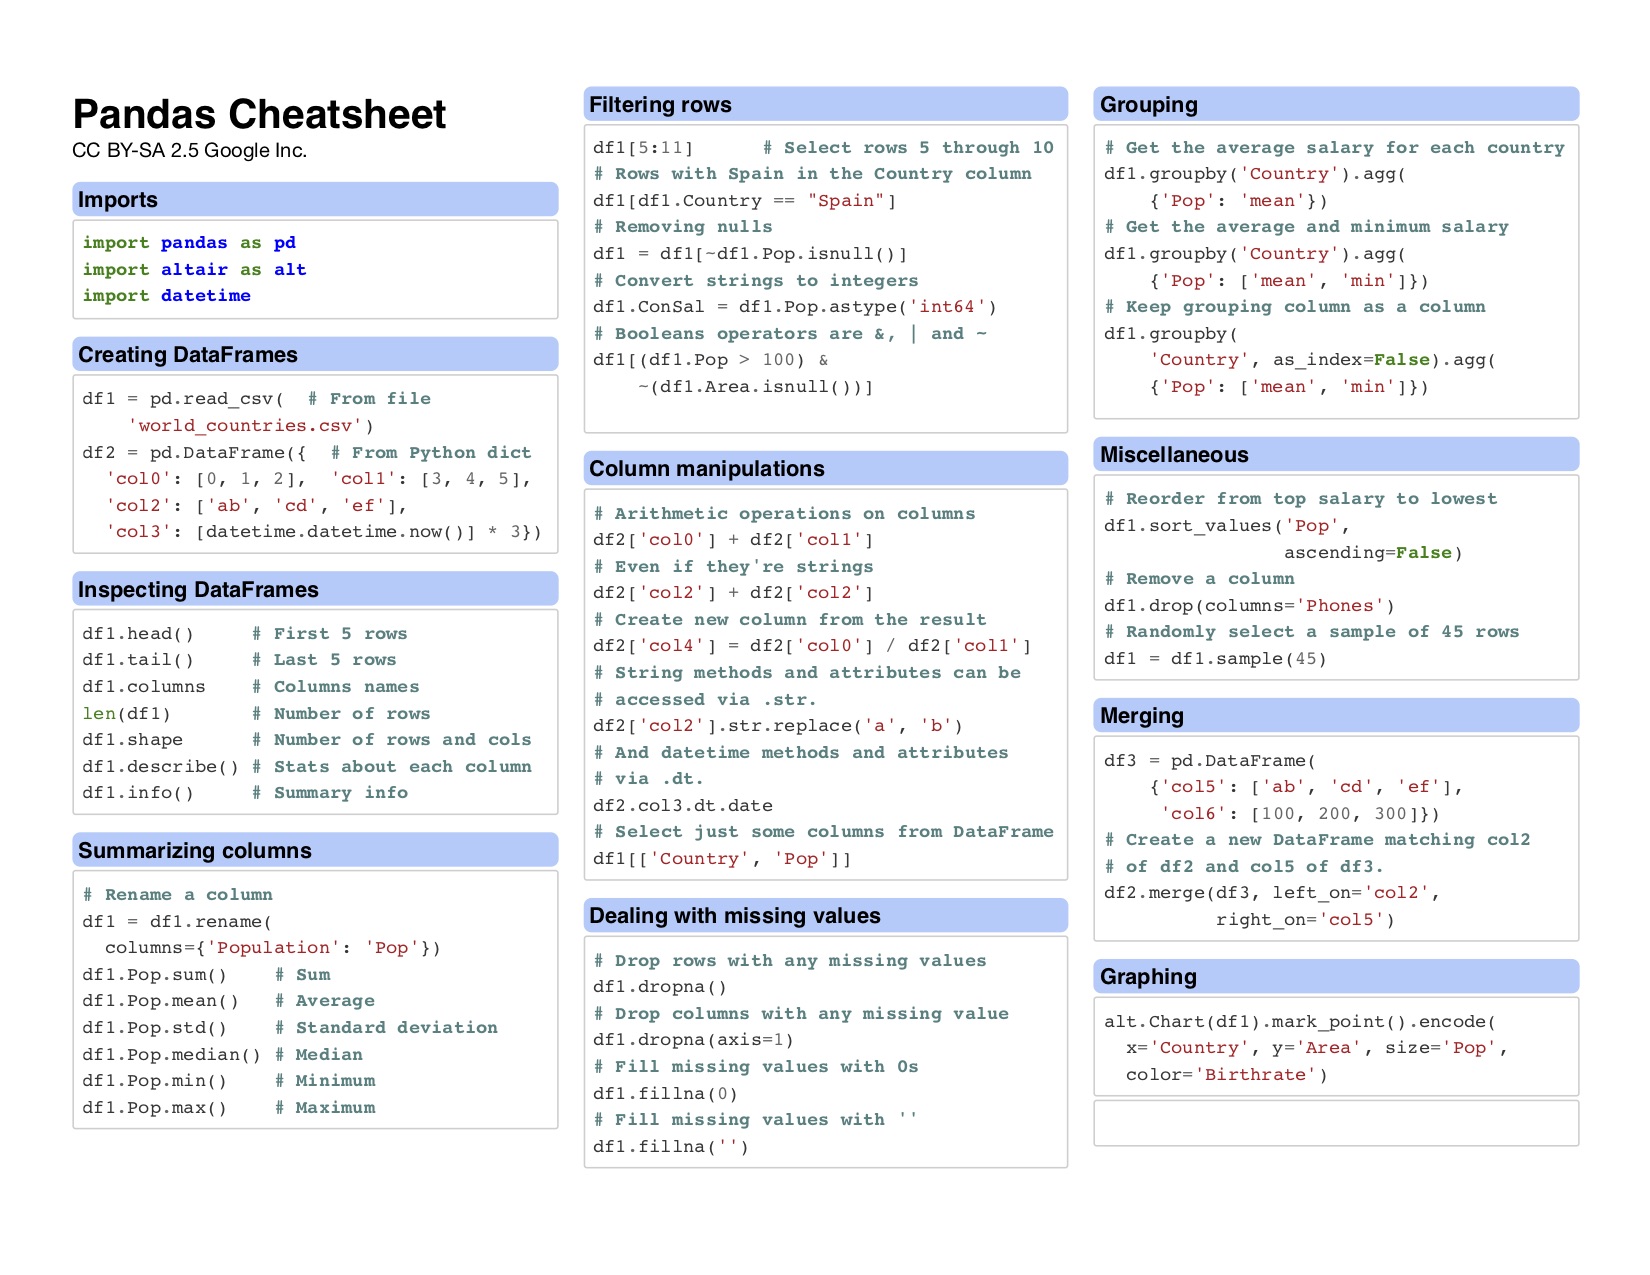 Pandas Cheatsheet
CC BY-SA 2.5 Google Inc.
Imports
import pandas as pd
import altair as alt
import datetime
Creating DataFrames
df1 = pd.read_csv(  # From file
    'world_countries.csv')
df2 = pd.DataFrame({  # From Python dict
  'col0': [0, 1, 2],  'col1': [3, 4, 5],
  'col2': ['ab', 'cd', 'ef'],
  'col3': [datetime.datetime.now()] * 3})
Inspecting DataFrames
df1.head()     # First 5 rows
df1.tail()     # Last 5 rows
df1.columns    # Columns names
len(df1)       # Number of rows
df1.shape      # Number of rows and cols
df1.describe() # Stats about each column
df1.info()     # Summary info
Summarizing columns
# Rename a column
df1 = df1.rename(
  columns={'Population': 'Pop'})
df1.Pop.sum()    # Sum
df1.Pop.mean()   # Average
df1.Pop.std()    # Standard deviation
df1.Pop.median() # Median
df1.Pop.min()    # Minimum
df1.Pop.max()    # Maximum
Filtering rows
df1[5:11]      # Select rows 5 through 10
# Rows with Spain in the Country column
df1[df1.Country == "Spain"]
# Removing nulls
df1 = df1[~df1.Pop.isnull()]
# Convert strings to integers
df1.ConSal = df1.Pop.astype('int64')
# Booleans operators are &, | and ~
df1[(df1.Pop > 100) &
    ~(df1.Area.isnull())]
Column manipulations
# Arithmetic operations on columns
df2['col0'] + df2['col1']
# Even if they're strings
df2['col2'] + df2['col2']
# Create new column from the result
df2['col4'] = df2['col0'] / df2['col1']
# String methods and attributes can be
# accessed via .str.
df2['col2'].str.replace('a', 'b')
# And datetime methods and attributes
# via .dt.
df2.col3.dt.date
# Select just some columns from DataFrame
df1[['Country', 'Pop']]
Dealing with missing values
# Drop rows with any missing values
df1.dropna()
# Drop columns with any missing value
df1.dropna(axis=1)
# Fill missing values with 0s
df1.fillna(0)
# Fill missing values with ''
df1.fillna('')
Grouping
# Get the average salary for each country
df1.groupby('Country').agg(
    {'Pop': 'mean'})
# Get the average and minimum salary
df1.groupby('Country').agg(
    {'Pop': ['mean', 'min']})
# Keep grouping column as a column
df1.groupby(
    'Country', as_index=False).agg(
    {'Pop': ['mean', 'min']})
Miscellaneous
# Reorder from top salary to lowest
df1.sort_values('Pop',
                ascending=False)
# Remove a column
df1.drop(columns='Phones')
# Randomly select a sample of 45 rows
df1 = df1.sample(45)
Merging
df3 = pd.DataFrame(
    {'col5': ['ab', 'cd', 'ef'],
     'col6': [100, 200, 300]})
# Create a new DataFrame matching col2
# of df2 and col5 of df3.
df2.merge(df3, left_on='col2',
          right_on='col5')
Graphing
alt.Chart(df1).mark_point().encode(
  x='Country', y='Area', size='Pop',
  color='Birthrate')